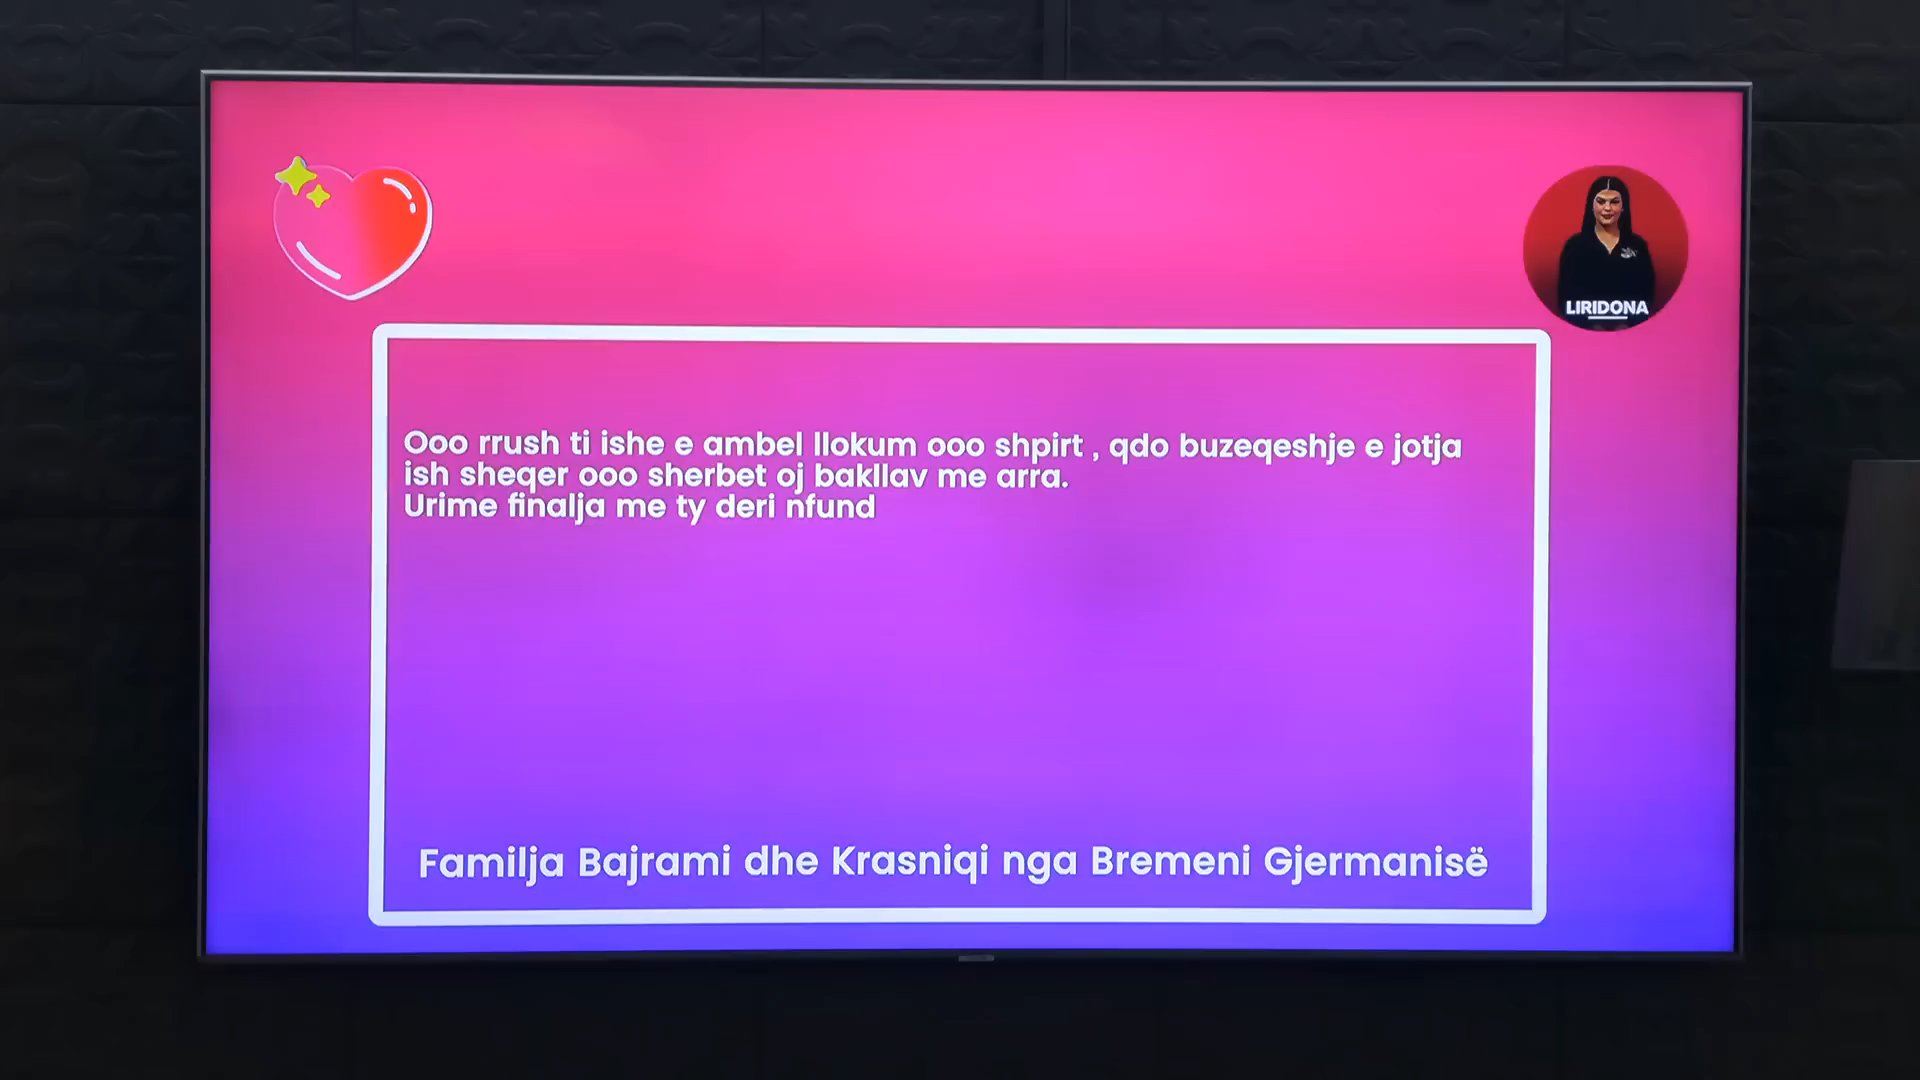 LIRIDONA
Ooo rrush ti ishe e ambel llokum ooo shpirt , qdo buzeqeshje e jotja
ish sheqer ooo sherbet oj bakllav me arra.
Urime finalja me ty deri nfund
Familja Bajrami dhe Krasniqi nga Bremeni Gjermanisë